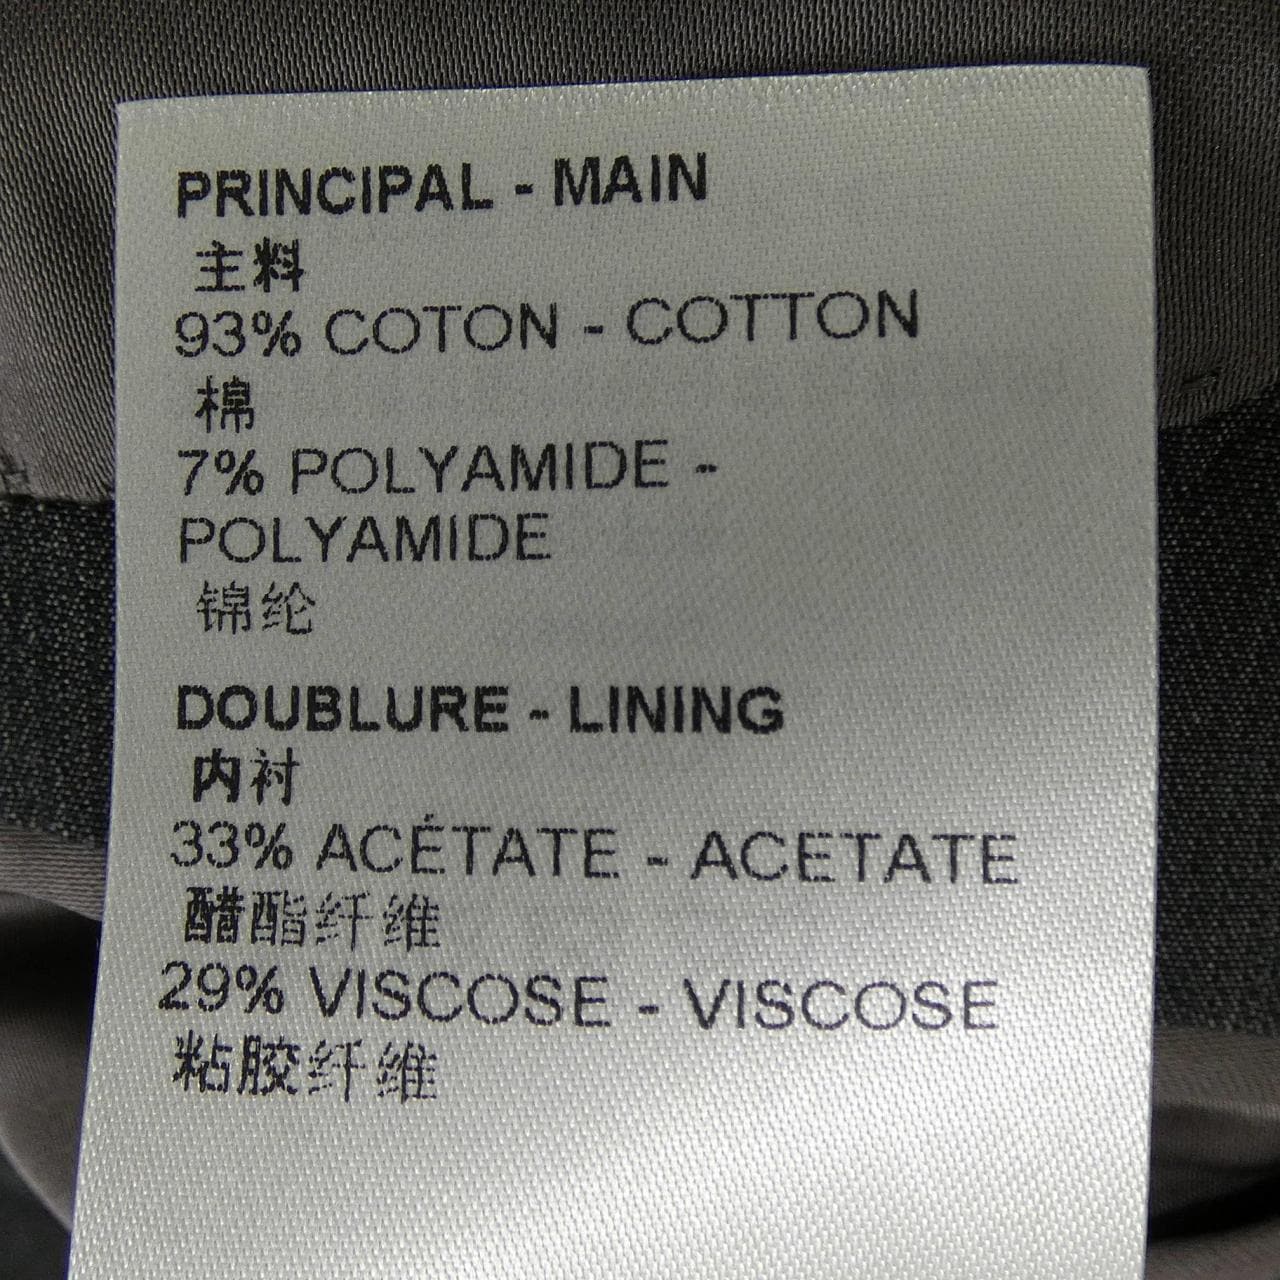 PRINCIPAL - MAIN
主料
93% COTON - COTTON
棉
7% POLYAMIDE -
POLYAMIDE
锦纶
DOUBLURE - LINING
内衬
33% ACÉTATE - ACETATE
醋酯纤维
29% VISCOSE - VISCOSE
粘胶纤维